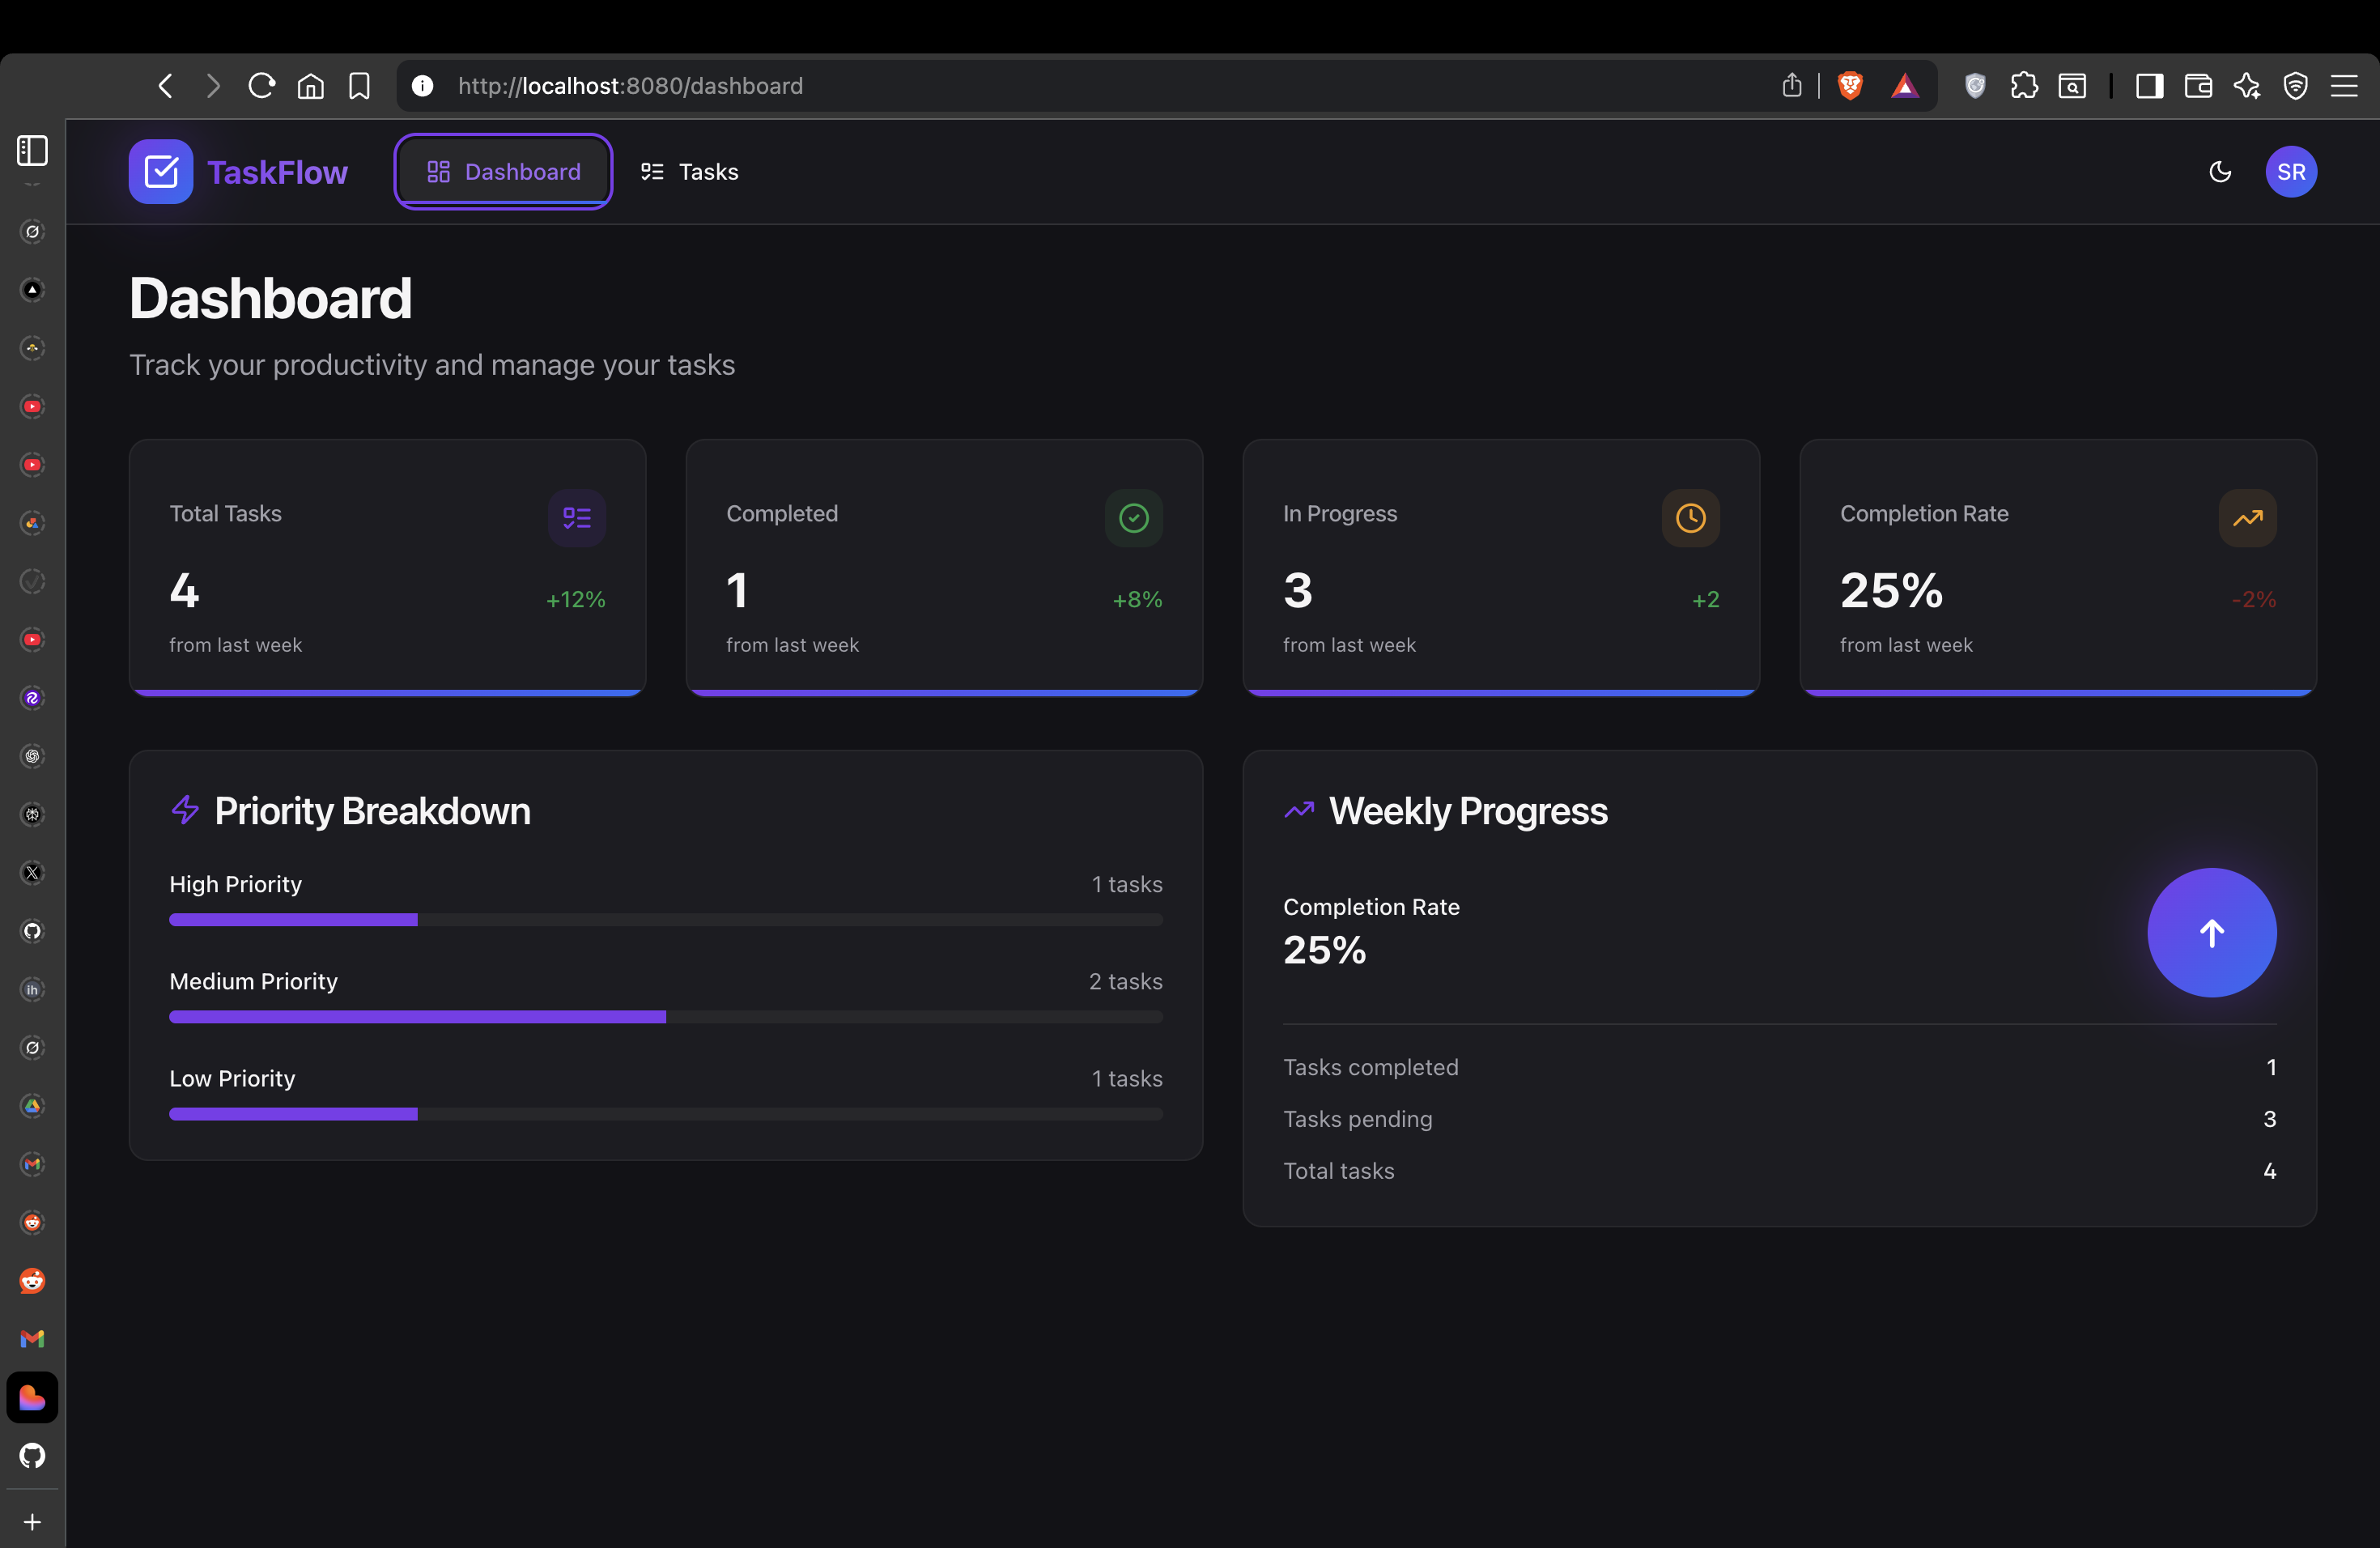 http://localhost:8080/dashboard
TaskFlow
Dashboard
Tasks
SR
Dashboard
Track your productivity and manage your tasks
Total Tasks
4
+12%
from last week
Completed
1
+8%
from last week
In Progress
3
+2
from last week
Completion Rate
25%
-2%
from last week
Priority Breakdown
High Priority
1 tasks
Medium Priority
2 tasks
Low Priority
1 tasks
Weekly Progress
Completion Rate
25%
Tasks completed
1
Tasks pending
3
Total tasks
4
ih